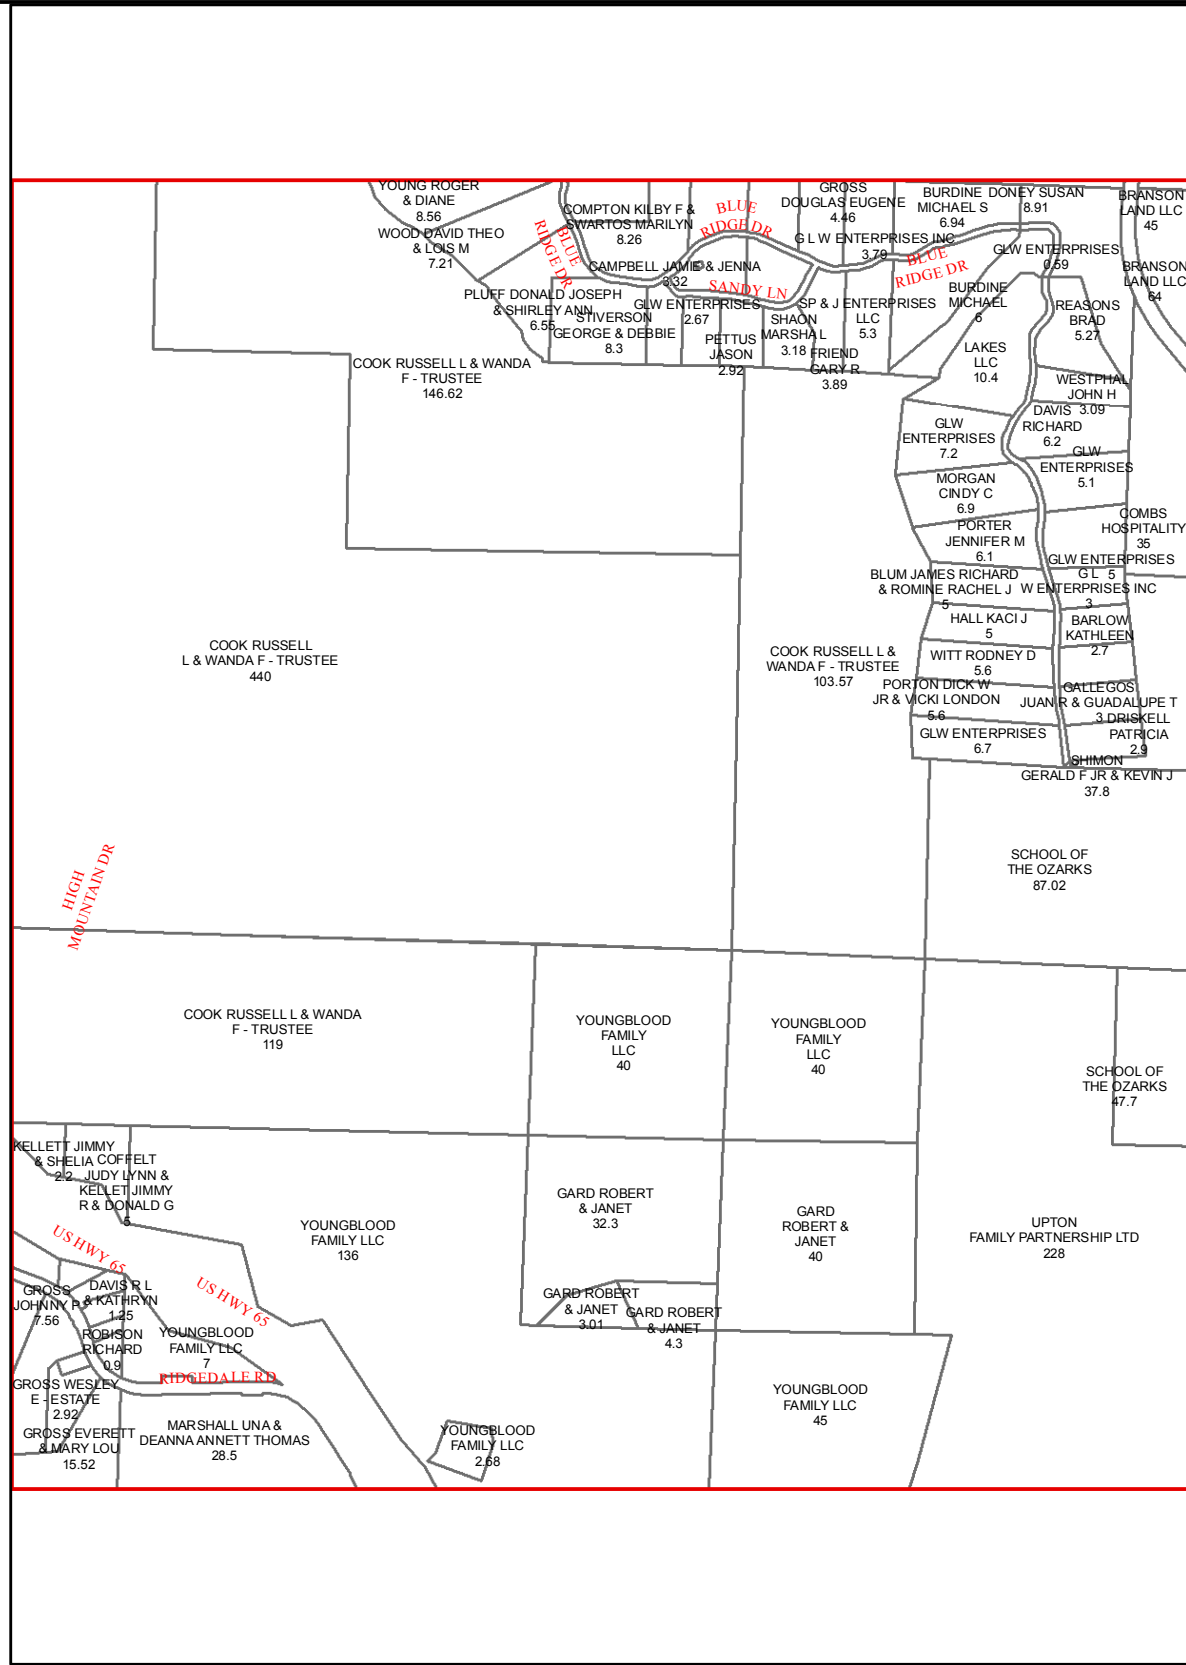 YOUNG ROGER
& DIANE
8.56
WOOD DAVID THEO
& LOIS M
7.21
PLUFF DONALD JOSEPH
& SHIRLEY ANN
6.55
BLUE
RIDGE DR
COMPTON KILBY F &
SWARTOS MARILYN
8.26
CAMPBELL JAMIE & JENNA
3.32
STIVERSON
GEORGE & DEBBIE
8.3
GLW ENTERPRISES
2.67
BLUE
RIDGE DR
SANDY LN
PETTUS
JASON
2.92
SHAON
MARSHA L
3.18
FRIEND
GARY R
3.89
GROSS
DOUGLAS EUGENE
4.46
G L W ENTERPRISES INC
3.79
SP & J ENTERPRISES
LLC
5.3
BLUE
RIDGE DR
BURDINE
MICHAEL S
6.94
DONEY SUSAN
8.91
GLW ENTERPRISES
0.59
BRANSON
LAND LLC
45
BRANSON
LAND LLC
64
BURDINE
MICHAEL
6
REASONS
BRAD
5.27
LAKES
LLC
10.4
WESTPHAL
JOHN H
3.09
DAVIS
RICHARD
6.2
GLW
ENTERPRISES
7.2
GLW
ENTERPRISES
5.1
MORGAN
CINDY C
6.9
COMBS
HOSPITALITY
35
PORTER
JENNIFER M
6.1
GLW ENTERPRISES
5
BLUM JAMES RICHARD
& ROMINE RACHEL J
5
G L
W ENTERPRISES INC
3
HALL KACI J
5
BARLOW
KATHLEEN
2.7
WITT RODNEY D
5.6
PORTON DICK W
JR & VICKI LONDON
5.6
GALLEGOS
JUAN R & GUADALUPE T
3
DRISKELL
PATRICIA
2.9
GLW ENTERPRISES
6.7
SHIMON
GERALD F JR & KEVIN J
37.8
COOK RUSSELL L & WANDA
F - TRUSTEE
146.62
COOK RUSSELL
L & WANDA F - TRUSTEE
440
COOK RUSSELL L &
WANDA F - TRUSTEE
103.57
SCHOOL OF
THE OZARKS
87.02
HIGH
MOUNTAIN DR
COOK RUSSELL L & WANDA
F - TRUSTEE
119
YOUNGBLOOD
FAMILY
LLC
40
YOUNGBLOOD
FAMILY
LLC
40
SCHOOL OF
THE OZARKS
47.7
KELLETT JIMMY
& SHELIA
2.2
COFFELT
JUDY LYNN &
KELLET JIMMY
R & DONALD G
5
YOUNGBLOOD
FAMILY LLC
136
GARD ROBERT
& JANET
32.3
GARD
ROBERT &
JANET
40
UPTON
FAMILY PARTNERSHIP LTD
228
US HWY 65
US HWY 65
GROSS
JOHNNY P
7.56
DAVIS R L
& KATHRYN
1.25
ROBISON
RICHARD
0.9
YOUNGBLOOD
FAMILY LLC
7
RIDGEDALE RD
GARD ROBERT
& JANET
3.01
GARD ROBERT
& JANET
4.3
GROSS WESLEY
E - ESTATE
2.92
GROSS EVERETT
& MARY LOU
15.52
MARSHALL UNA &
DEANNA ANNETT THOMAS
28.5
YOUNGBLOOD
FAMILY LLC
2.68
YOUNGBLOOD
FAMILY LLC
45